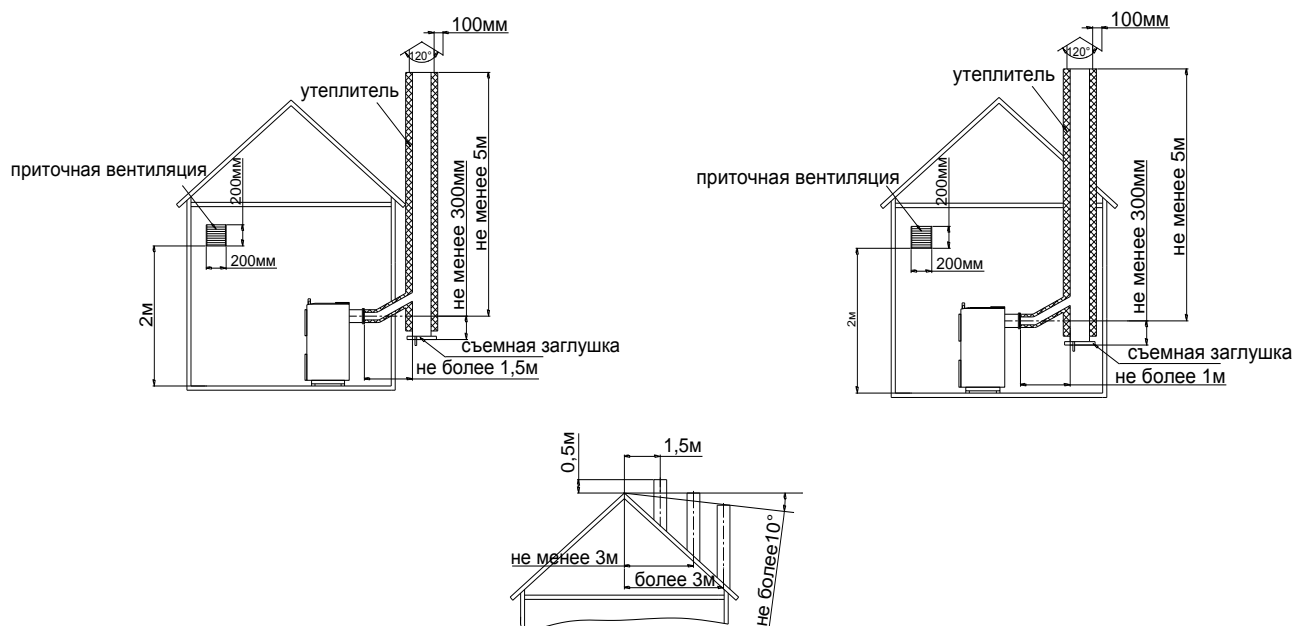 100мм
120°
утеплитель
приточная вентиляция
200мм
200мм
2м
не менее 300мм
не менее 5м
съемная заглушка
не более 1,5м
100мм
120°
утеплитель
приточная вентиляция
200мм
200мм
2м
не менее 300мм
не менее 5м
съемная заглушка
не более 1м
0,5м
1,5м
не менее 3м
более 3м
не более10°